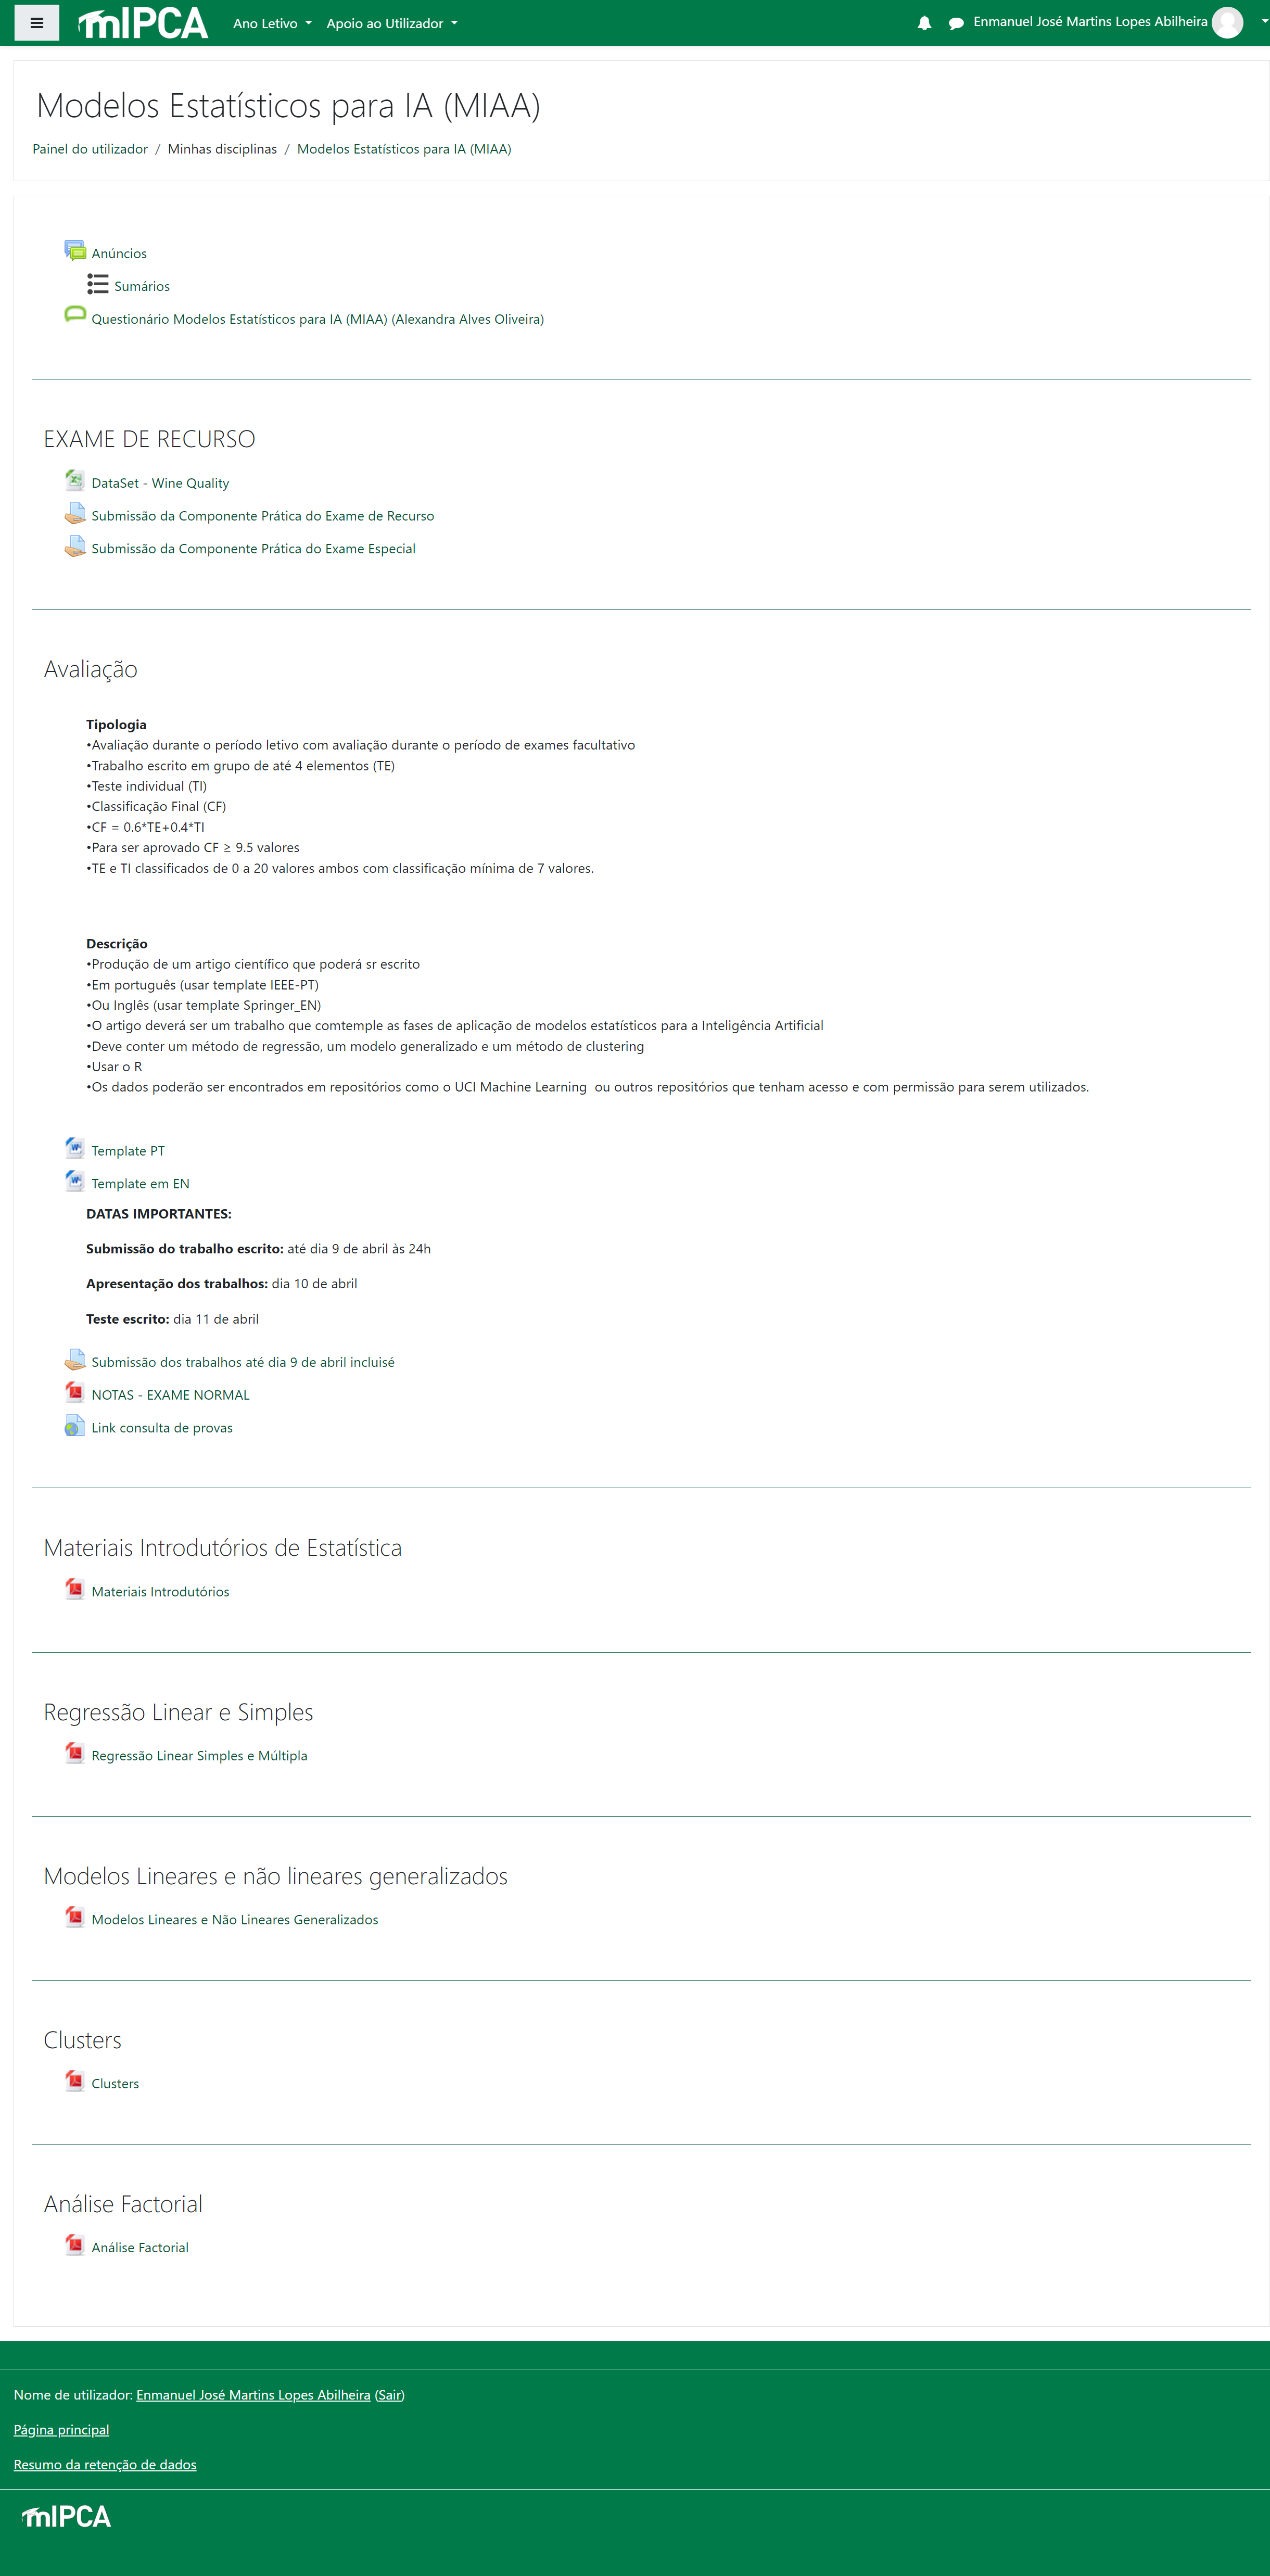 mIPCA Ano Letivo Apoio ao Utilizador Enmanuel José Martins Lopes Abilheira
Modelos Estatísticos para IA (MIAA)
Painel do utilizador / Minhas disciplinas / Modelos Estatísticos para IA (MIAA)
Anúncios
Sumários
Questionário Modelos Estatísticos para IA (MIAA) (Alexandra Alves Oliveira)
EXAME DE RECURSO
DataSet - Wine Quality
Submissão da Componente Prática do Exame de Recurso
Submissão da Componente Prática do Exame Especial
Avaliação
Tipologia
•Avaliação durante o período letivo com avaliação durante o período de exames facultativo
•Trabalho escrito em grupo de até 4 elementos (TE)
•Teste individual (TI)
•Classificação Final (CF)
•CF = 0.6*TE+0.4*TI
•Para ser aprovado CF ≥ 9.5 valores
•TE e TI classificados de 0 a 20 valores ambos com classificação mínima de 7 valores.
Descrição
•Produção de um artigo científico que poderá sr escrito
•Em português (usar template IEEE-PT)
•Ou Inglês (usar template Springer_EN)
•O artigo deverá ser um trabalho que comtemple as fases de aplicação de modelos estatísticos para a Inteligência Artificial
•Deve conter um método de regressão, um modelo generalizado e um método de clustering
•Usar o R
•Os dados poderão ser encontrados em repositórios como o UCI Machine Learning  ou outros repositórios que tenham acesso e com permissão para serem utilizados.
Template PT
Template em EN
DATAS IMPORTANTES:
Submissão do trabalho escrito: até dia 9 de abril às 24h
Apresentação dos trabalhos: dia 10 de abril
Teste escrito: dia 11 de abril
Submissão dos trabalhos até dia 9 de abril incluisé
NOTAS - EXAME NORMAL
Link consulta de provas
Materiais Introdutórios de Estatística
Materiais Introdutórios
Regressão Linear e Simples
Regressão Linear Simples e Múltipla
Modelos Lineares e não lineares generalizados
Modelos Lineares e Não Lineares Generalizados
Clusters
Clusters
Análise Factorial
Análise Factorial
Nome de utilizador: Enmanuel José Martins Lopes Abilheira (Sair)
Página principal
Resumo da retenção de dados
mIPCA